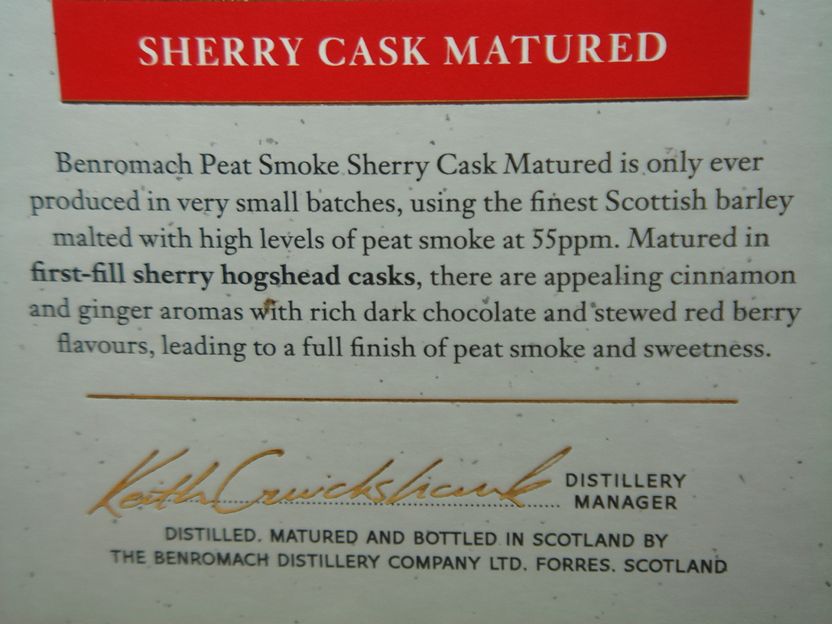 SHERRY CASK MATURED
Benromach Peat Smoke Sherry Cask Matured is only ever
produced in very small batches, using the finest Scottish barley
malted with high levels of peat smoke at 55ppm. Matured in
first-fill sherry hogshead casks, there are appealing cinnamon
and ginger aromas with rich dark chocolate and stewed red berry
flavours, leading to a full finish of peat smoke and sweetness.
Keith Cruickshank DISTILLERY
MANAGER
DISTILLED, MATURED AND BOTTLED IN SCOTLAND BY
THE BENROMACH DISTILLERY COMPANY LTD. FORRES. SCOTLAND